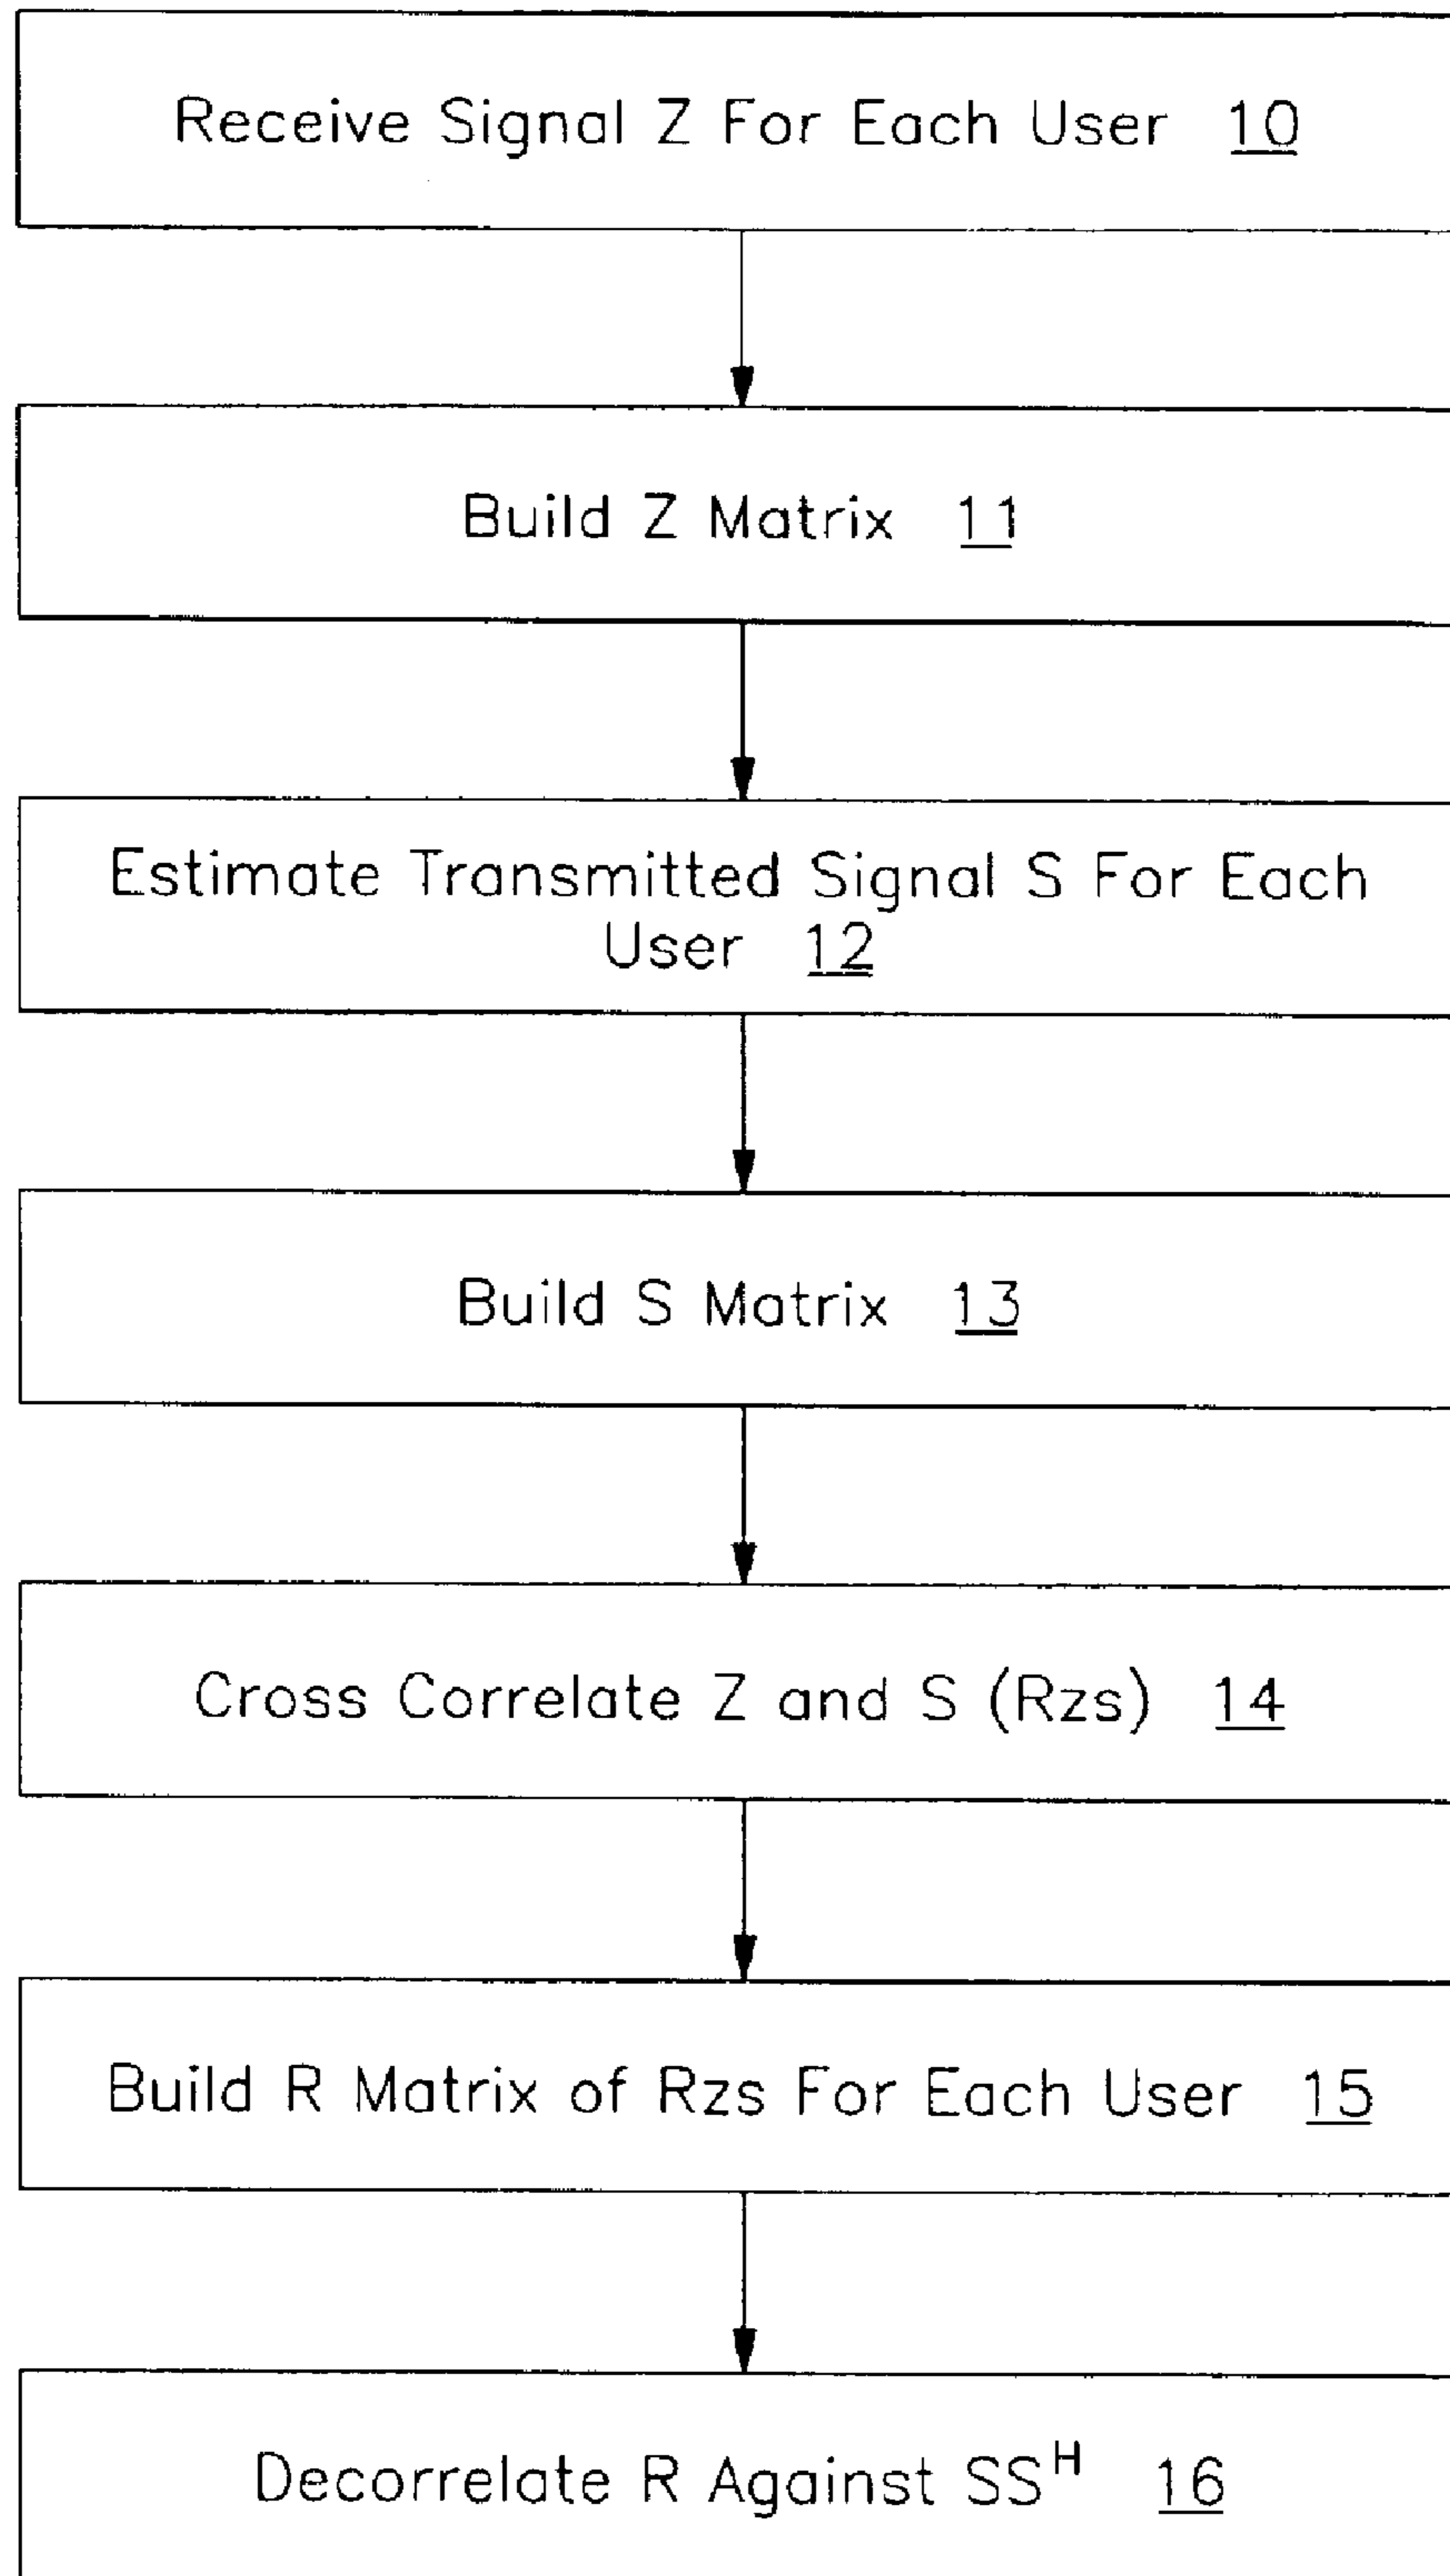 Receive Signal Z For Each User 10
Build Z Matrix 11
Estimate Transmitted Signal S For Each
User 12
Build S Matrix 13
Cross Correlate Z and S (Rzs) 14
Build R Matrix of Rzs For Each User 15
Decorrelate R Against SS^H 16